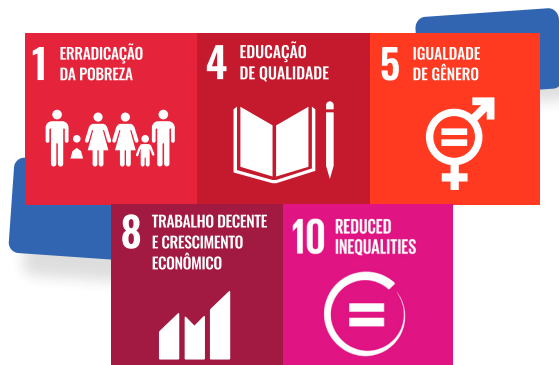 1 ERRADICAÇÃO
DA POBREZA
4 EDUCAÇÃO
DE QUALIDADE
5 IGUALDADE
DE GÊNERO
8 TRABALHO DECENTE
E CRESCIMENTO
ECONÔMICO
10 REDUCED
INEQUALITIES